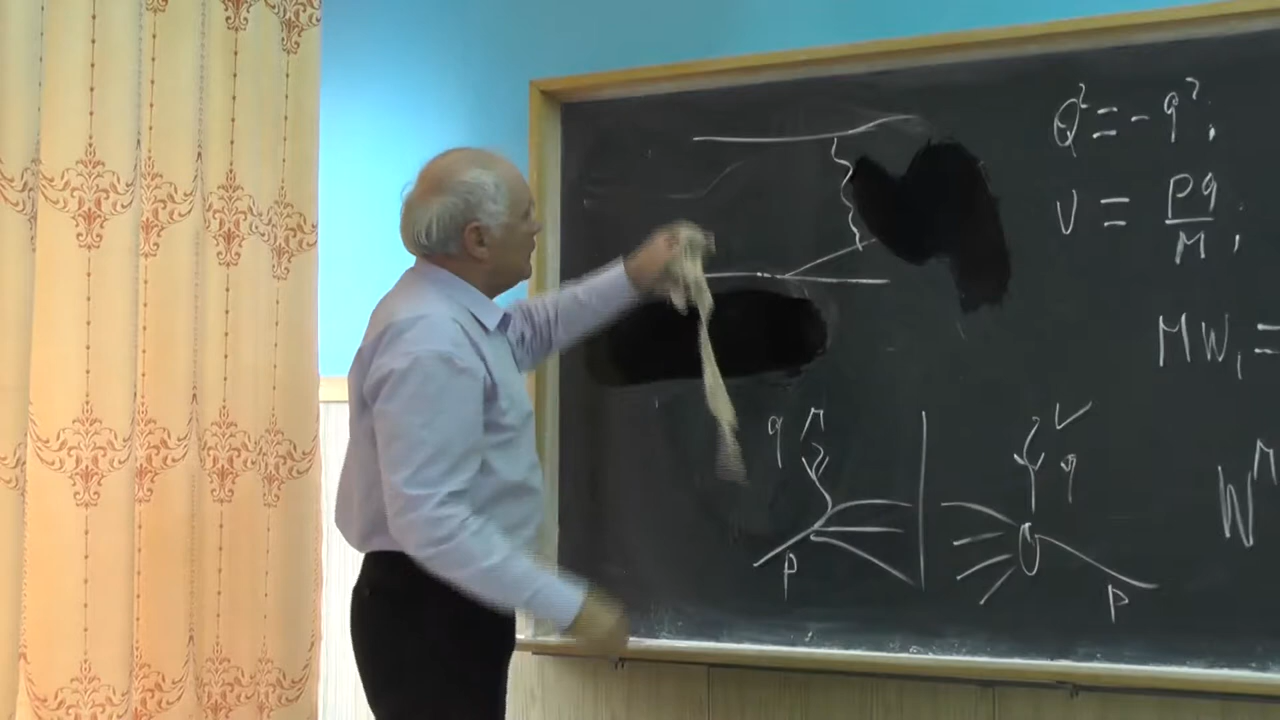 Q² = - q²;
ν = pq/M;
MW₁ =
q μ
ν
q
W^μ
p
p